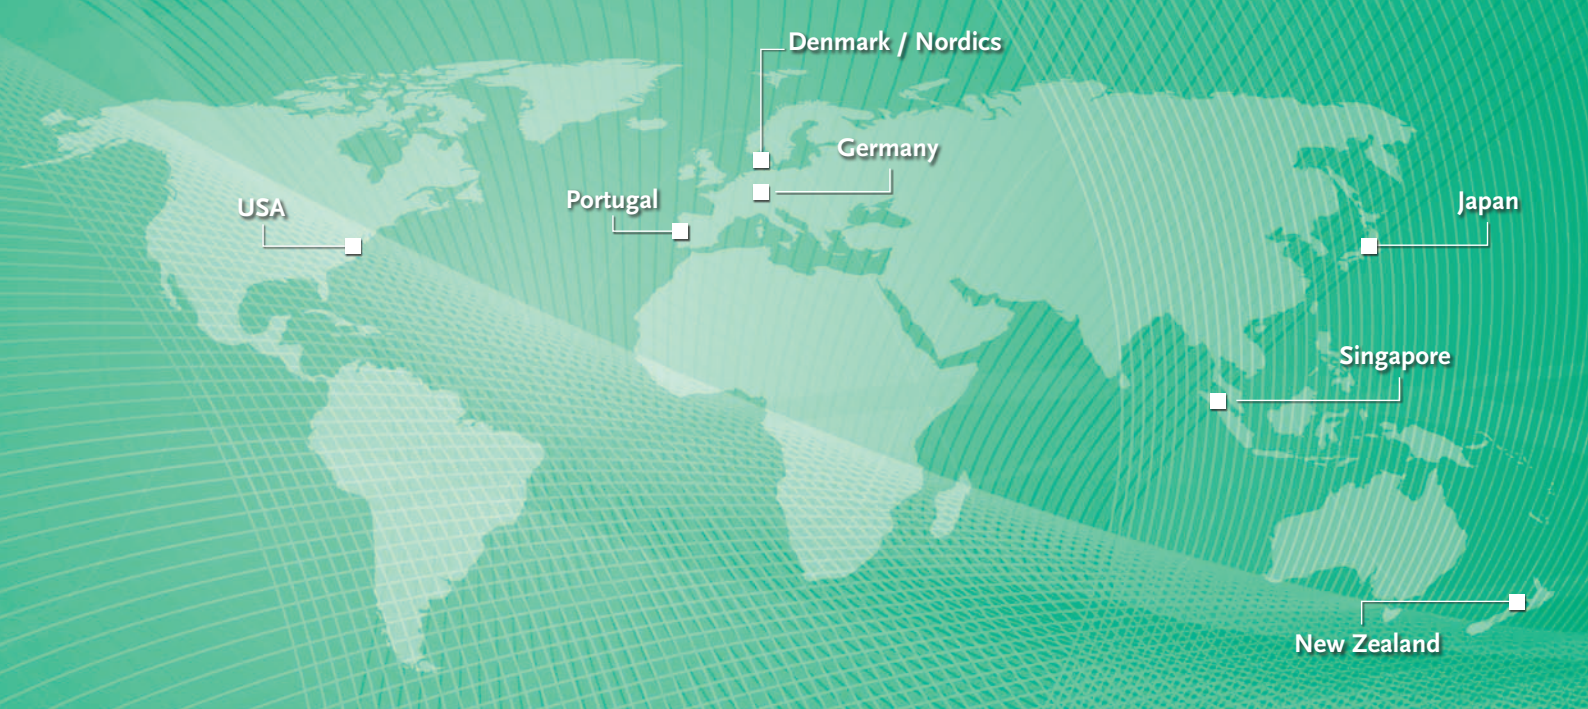 Denmark / Nordics
Germany
Portugal
USA
Japan
Singapore
New Zealand